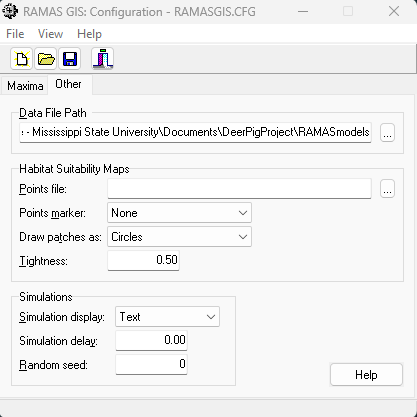 RAMAS GIS: Configuration - RAMASGIS.CFG
File View Help
Maxima Other
Data File Path
- Mississippi State University\Documents\DeerPigProject\RAMASmodels
...
Habitat Suitability Maps
Points file:
...
Points marker: None
Draw patches as: Circles
Tightness: 0.50
Simulations
Simulation display: Text
Simulation delay: 0.00
Random seed: 0
Help